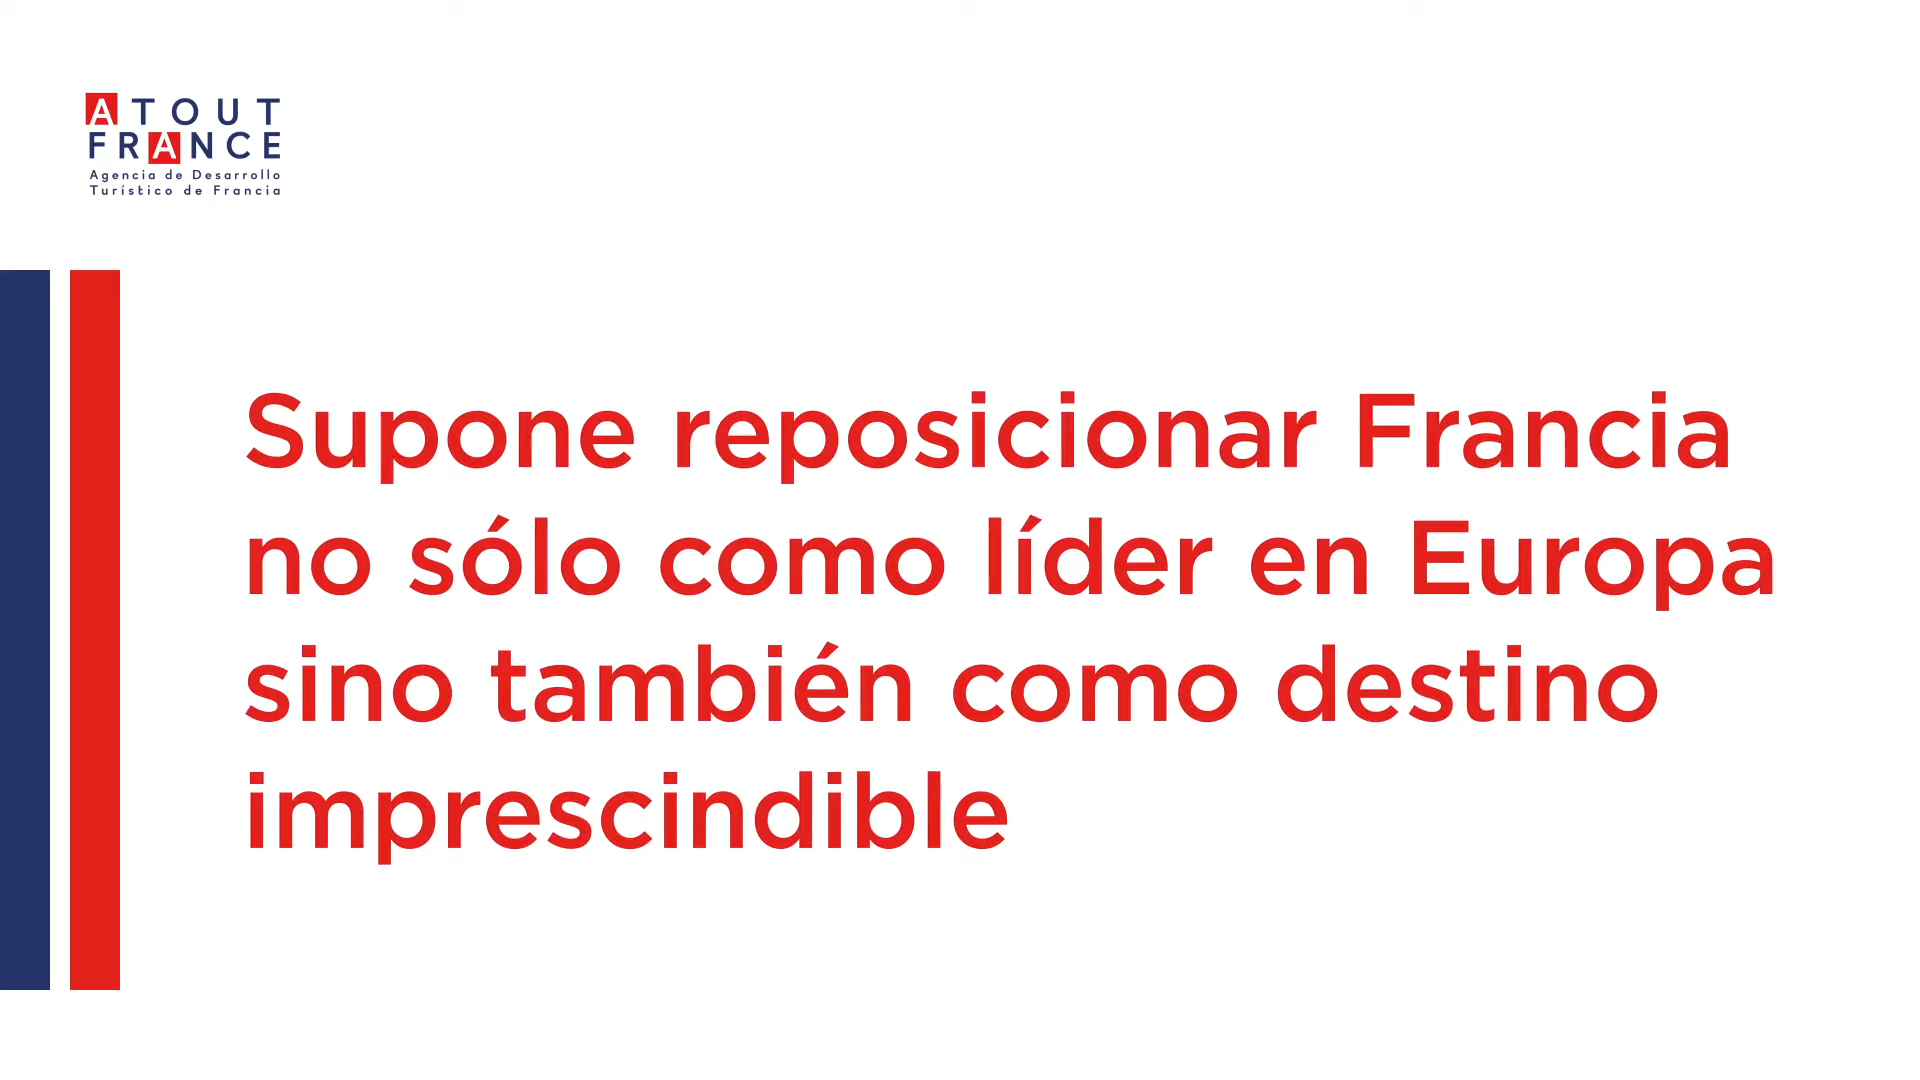 ATOUT
FRANCE
Agencia de Desarrollo
Turístico de Francia
Supone reposicionar Francia
no sólo como líder en Europa
sino también como destino
imprescindible